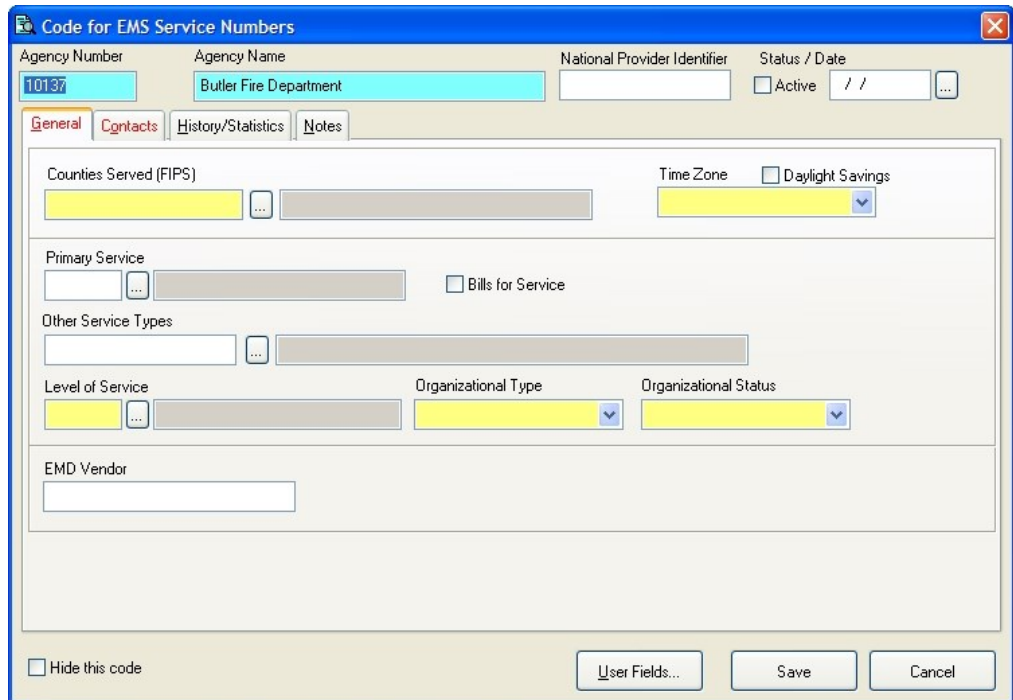 Code for EMS Service Numbers
Agency Number Agency Name National Provider Identifier Status / Date
10137 Butler Fire Department Active / / ...
General Contacts History/Statistics Notes
Counties Served (FIPS) Time Zone Daylight Savings
...
Primary Service
... Bills for Service
Other Service Types
...
Level of Service Organizational Type Organizational Status
...
EMD Vendor
Hide this code User Fields... Save Cancel